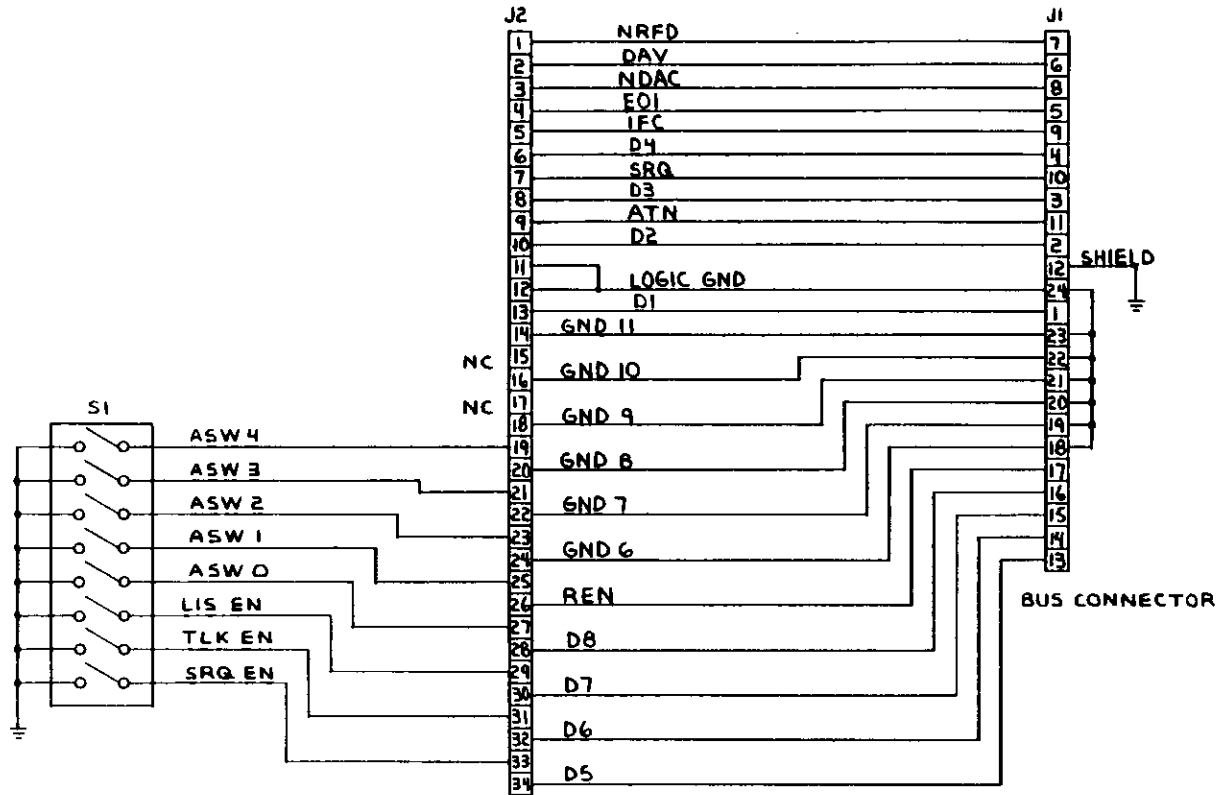 J2 J1
1 NRFD 7
2 DAV 6
3 NDAC 8
4 EOI 5
5 IFC 9
6 D4 4
7 SRQ 10
8 D3 3
9 ATN 11
10 D2 2
11 12 SHIELD
12 LOGIC GND 24
13 D1 1
14 GND 11 23
NC 15 22
16 GND 10 21
NC 17 20
S1 18 GND 9 19
ASW 4 19 18
20 GND 8 17
ASW 3 21 16
ASW 2 22 GND 7 15
23 14
ASW 1 24 GND 6 13
25
ASW 0 26 REN BUS CONNECTOR
LIS EN 27
TLK EN 28 D8
29
SRQ EN 30 D7
31
32 D6
33
34 D5